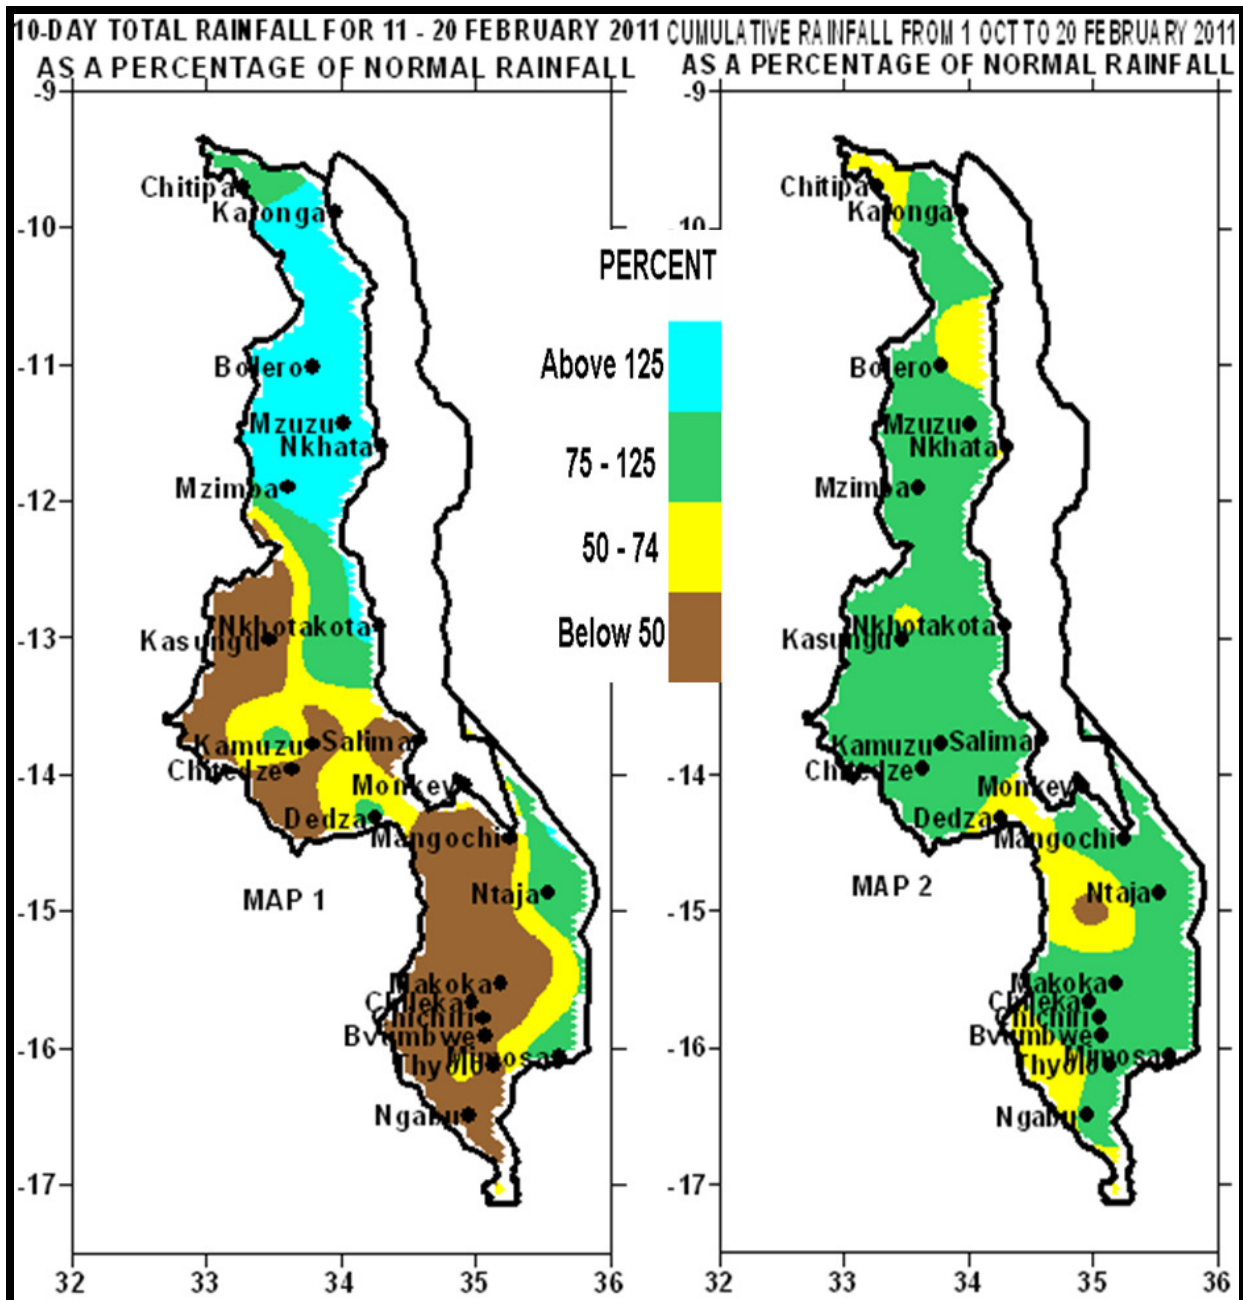 10-DAY TOTAL RAINFALL FOR 11 - 20 FEBRUARY 2011
AS A PERCENTAGE OF NORMAL RAINFALL
CUMULATIVE RAINFALL FROM 1 OCT TO 20 FEBRUARY 2011
AS A PERCENTAGE OF NORMAL RAINFALL
-9
-10
-11
-12
-13
-14
-15
-16
-17
32
33
34
35
36
Chitipa
Karonga
Bolero
Mzuzu
Nkhata
Mzimba
Nkhotakota
Kasungu
Kamuzu
Salima
Chitedze
Monkey
Dedza
Mangochi
MAP 1
Ntaja
Makoka
Chileka
Chichiri
Bvumbwe
Mimosa
Thyolo
Ngabu
PERCENT
Above 125
75 - 125
50 - 74
Below 50
-9
-10
-11
-12
-13
-14
-15
-16
-17
32
33
34
35
36
Chitipa
Karonga
Bolero
Mzuzu
Nkhata
Mzimba
Nkhotakota
Kasungu
Kamuzu
Salima
Chitedze
Monkey
Dedza
Mangochi
MAP 2
Ntaja
Makoka
Chileka
Chichiri
Bvumbwe
Mimosa
Thyolo
Ngabu